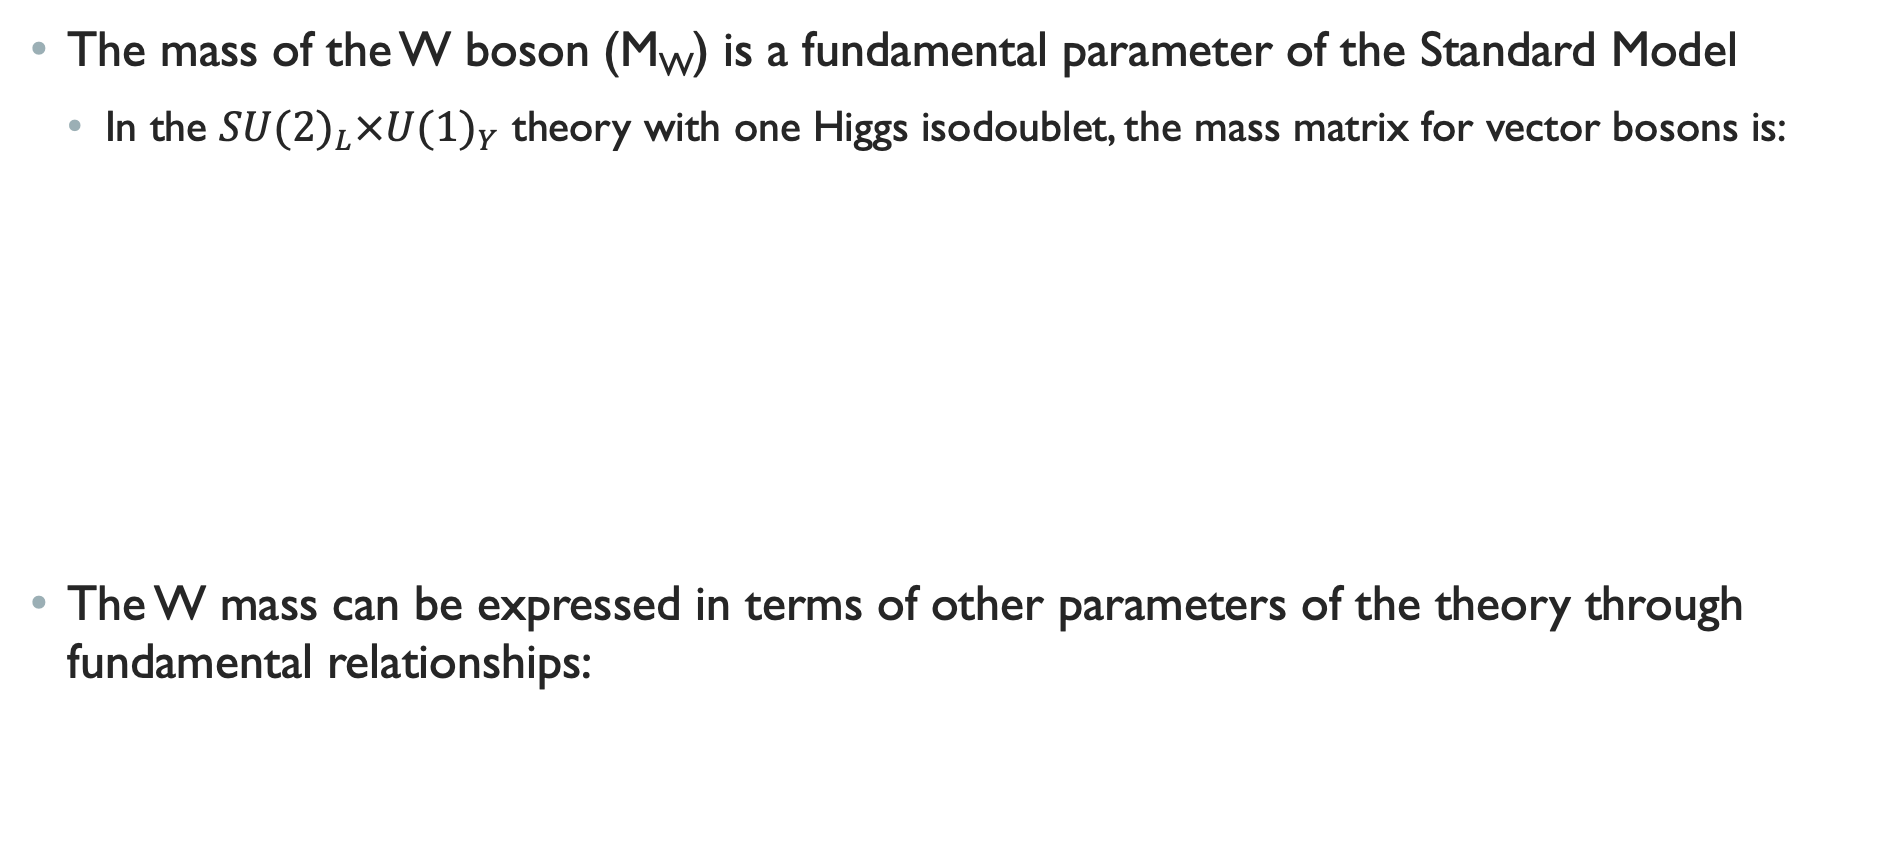 • The mass of the W boson (M_W) is a fundamental parameter of the Standard Model
• In the SU(2)_L×U(1)_Y theory with one Higgs isodoublet, the mass matrix for vector bosons is:
• The W mass can be expressed in terms of other parameters of the theory through
fundamental relationships: